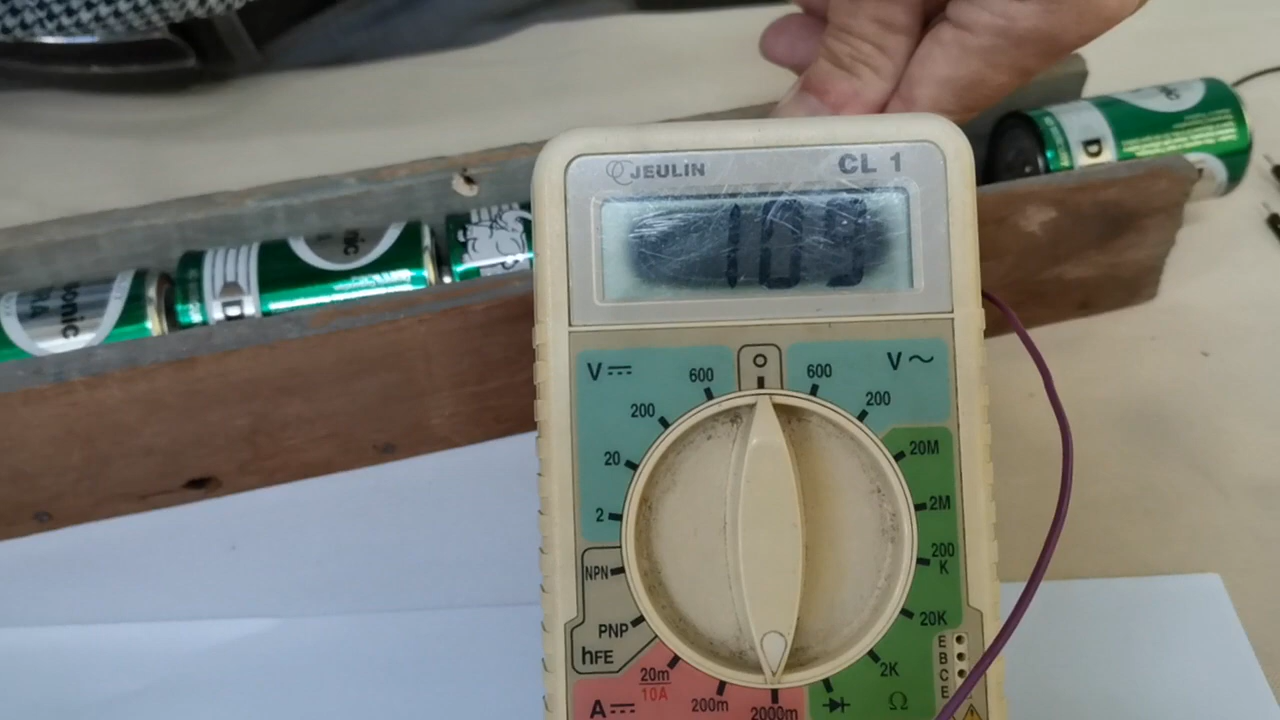 JEULIN
CL 1
109
D
D
V
600
600
V
200
200
20
20M
2
2M
NPN
200
K
PNP
20K
hFE
E
B
C
E
20m
10A
200m
2000m
2K
A
Ω